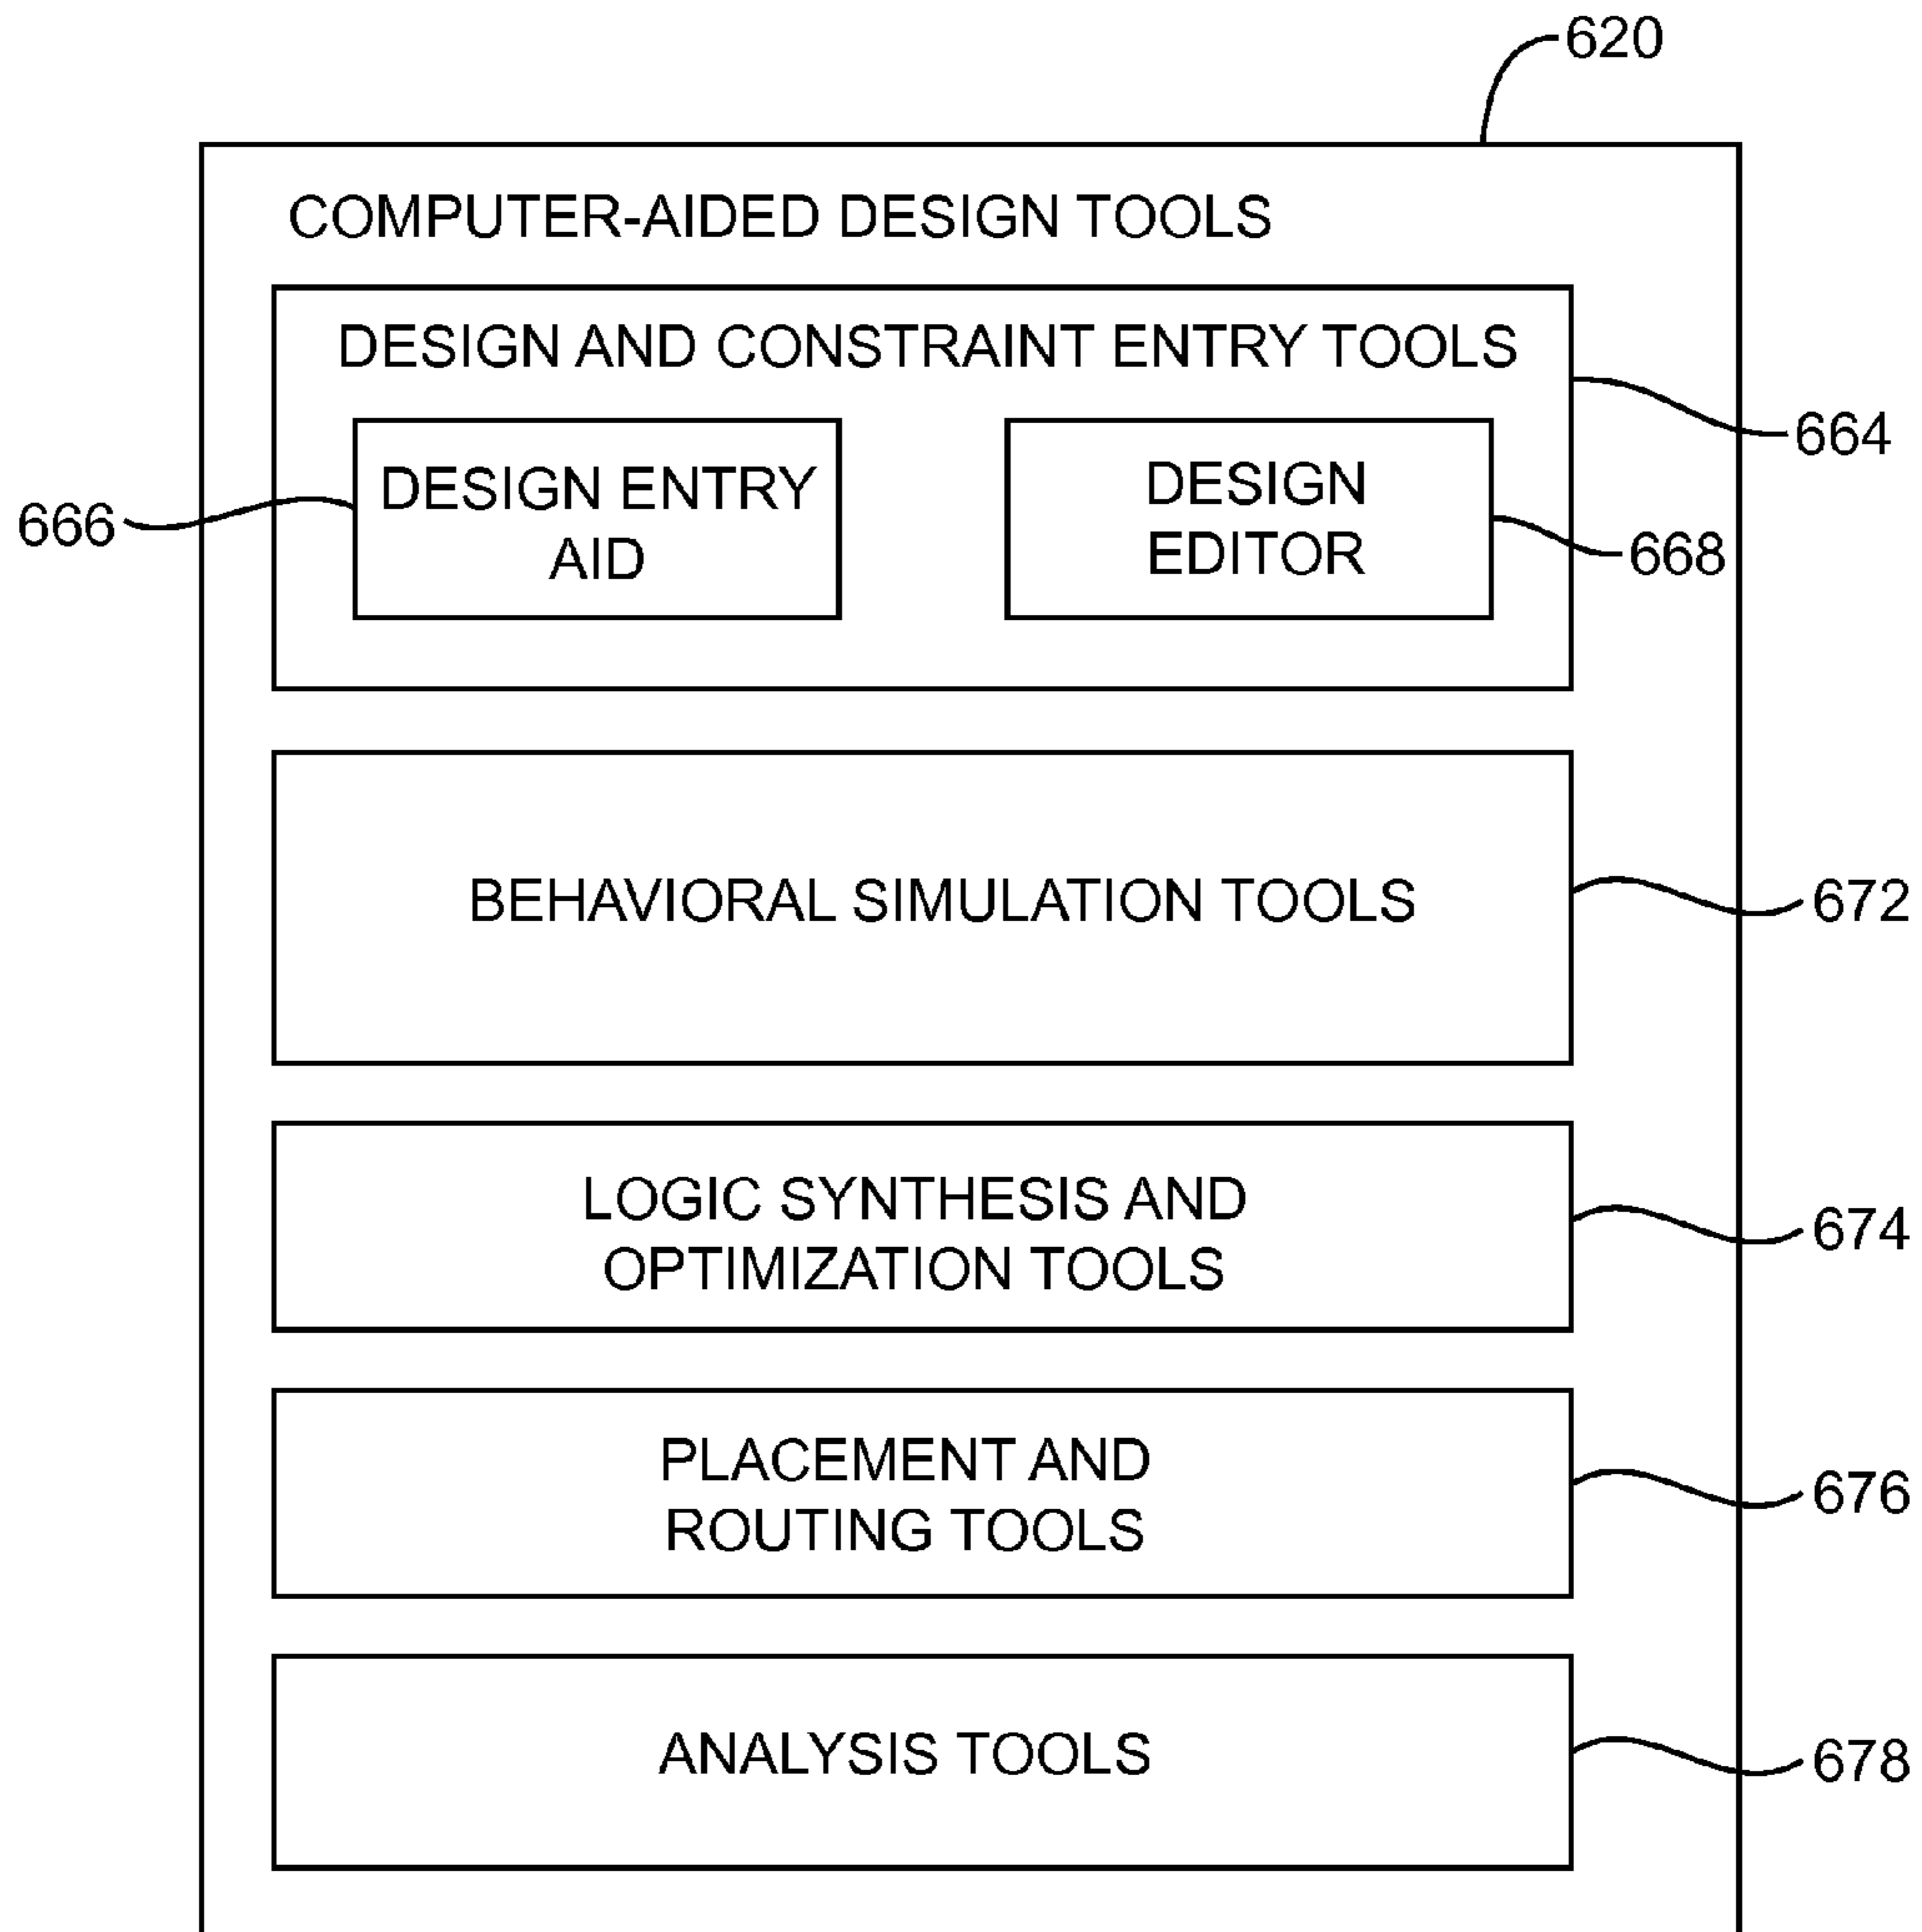 620
COMPUTER-AIDED DESIGN TOOLS
DESIGN AND CONSTRAINT ENTRY TOOLS
664
666
DESIGN ENTRY
AID
DESIGN
EDITOR
668
BEHAVIORAL SIMULATION TOOLS
672
LOGIC SYNTHESIS AND
OPTIMIZATION TOOLS
674
PLACEMENT AND
ROUTING TOOLS
676
ANALYSIS TOOLS
678